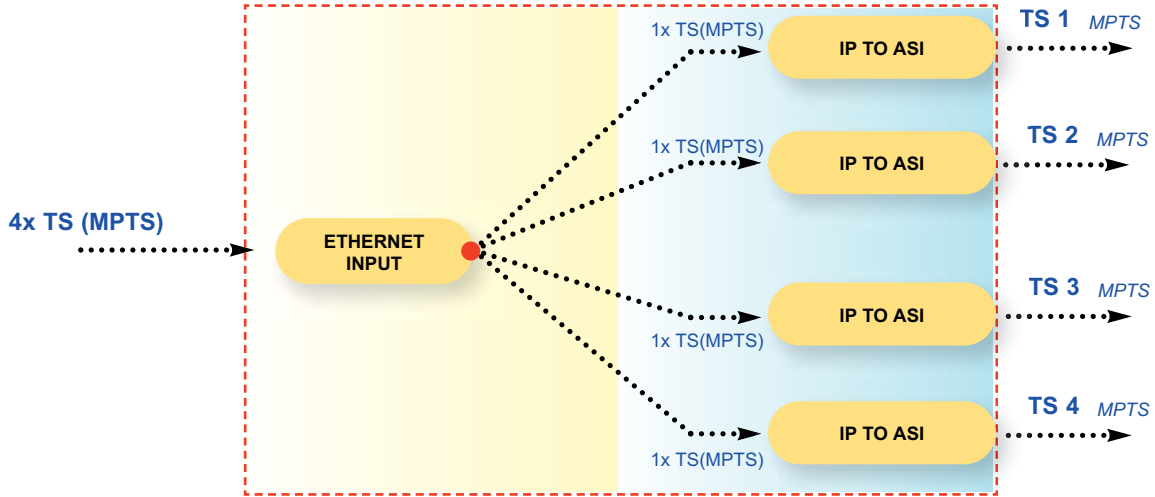 1x TS(MPTS)
IP TO ASI
TS 1 MPTS
1x TS(MPTS)
IP TO ASI
TS 2 MPTS
4x TS (MPTS)
ETHERNET
INPUT
1x TS(MPTS)
IP TO ASI
TS 3 MPTS
1x TS(MPTS)
IP TO ASI
TS 4 MPTS